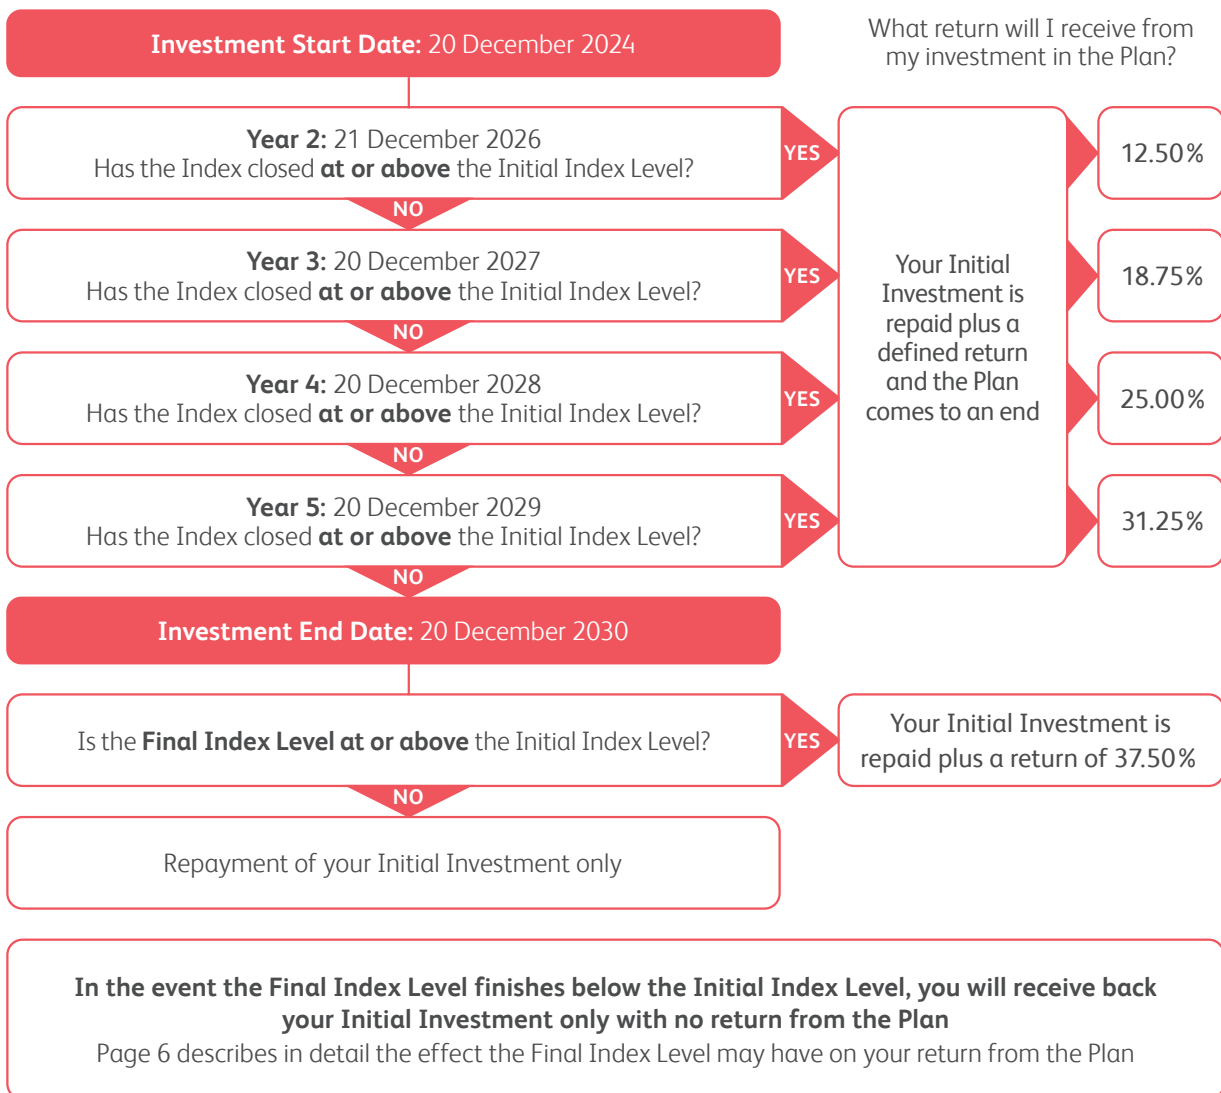 Investment Start Date: 20 December 2024
What return will I receive from
my investment in the Plan?
Year 2: 21 December 2026
Has the Index closed at or above the Initial Index Level?
YES
12.50%
NO
Year 3: 20 December 2027
Has the Index closed at or above the Initial Index Level?
YES
18.75%
NO
Year 4: 20 December 2028
Has the Index closed at or above the Initial Index Level?
YES
25.00%
NO
Year 5: 20 December 2029
Has the Index closed at or above the Initial Index Level?
YES
31.25%
NO
Your Initial
Investment is
repaid plus a
defined return
and the Plan
comes to an end
Investment End Date: 20 December 2030
Is the Final Index Level at or above the Initial Index Level?
YES
Your Initial Investment is
repaid plus a return of 37.50%
NO
Repayment of your Initial Investment only
In the event the Final Index Level finishes below the Initial Index Level, you will receive back
your Initial Investment only with no return from the Plan
Page 6 describes in detail the effect the Final Index Level may have on your return from the Plan